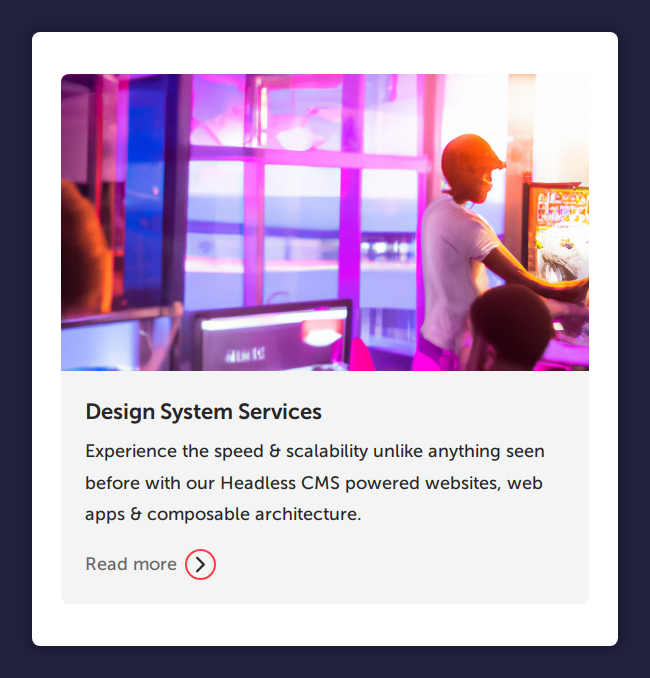 Design System Services
Experience the speed & scalability unlike anything seen
before with our Headless CMS powered websites, web
apps & composable architecture.
Read more